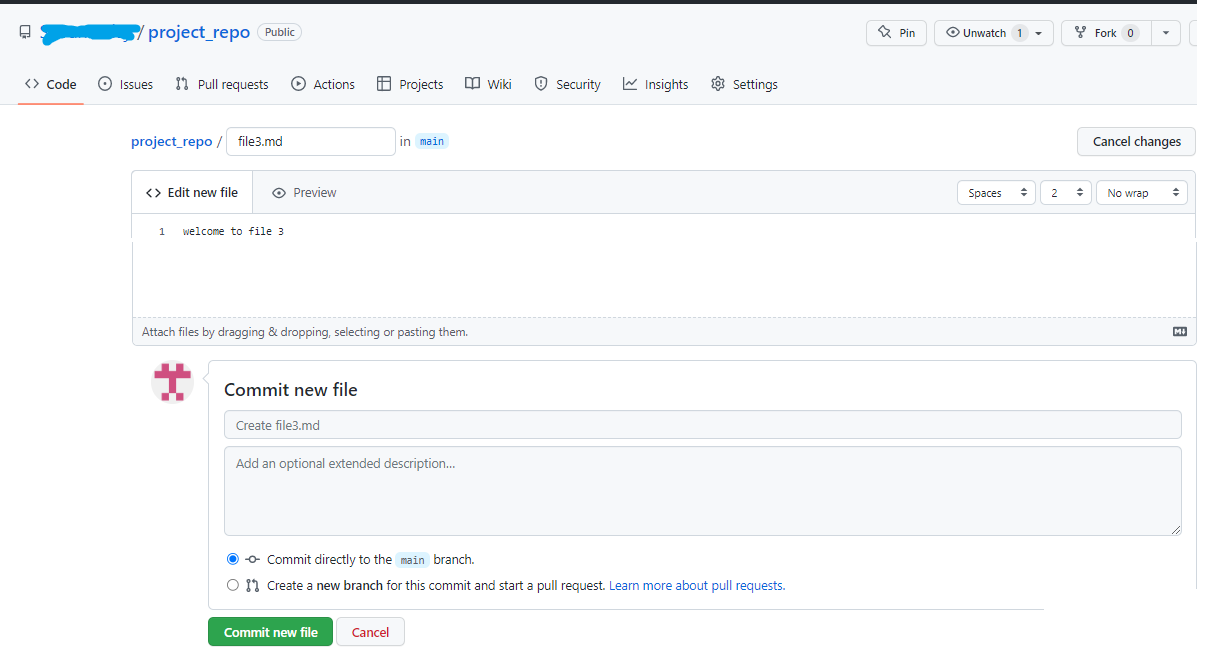 / project_repo Public Pin Unwatch 1 Fork 0
Code Issues Pull requests Actions Projects Wiki Security Insights Settings
project_repo / file3.md in main Cancel changes
Edit new file Preview Spaces 2 No wrap
1 welcome to file 3
Attach files by dragging & dropping, selecting or pasting them.
Commit new file
Create file3.md
Add an optional extended description...
Commit directly to the main branch.
Create a new branch for this commit and start a pull request. Learn more about pull requests.
Commit new file Cancel